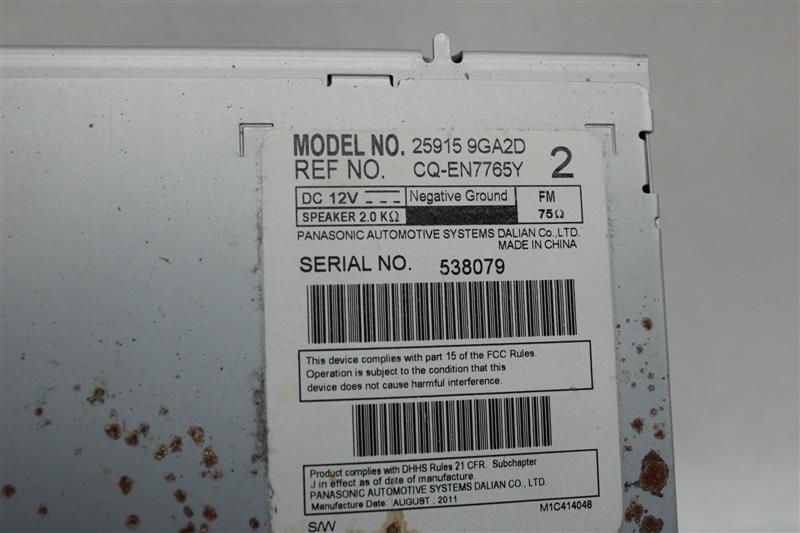 MODEL NO. 25915 9GA2D
REF NO. CQ-EN7765Y 2
DC 12V Negative Ground FM
SPEAKER 2.0 KΩ 75Ω
PANASONIC AUTOMOTIVE SYSTEMS DALIAN Co.,LTD.
MADE IN CHINA
SERIAL NO. 538079
This device complies with part 15 of the FCC Rules.
Operation is subject to the condition that this
device does not cause harmful interference.
Product complies with DHHS Rules 21 CFR. Subchapter
J in effect as of date of manufacture.
PANASONIC AUTOMOTIVE SYSTEMS DALIAN CO., LTD.
Manufacture Date: AUGUST, 2011
M1C414048
S/W